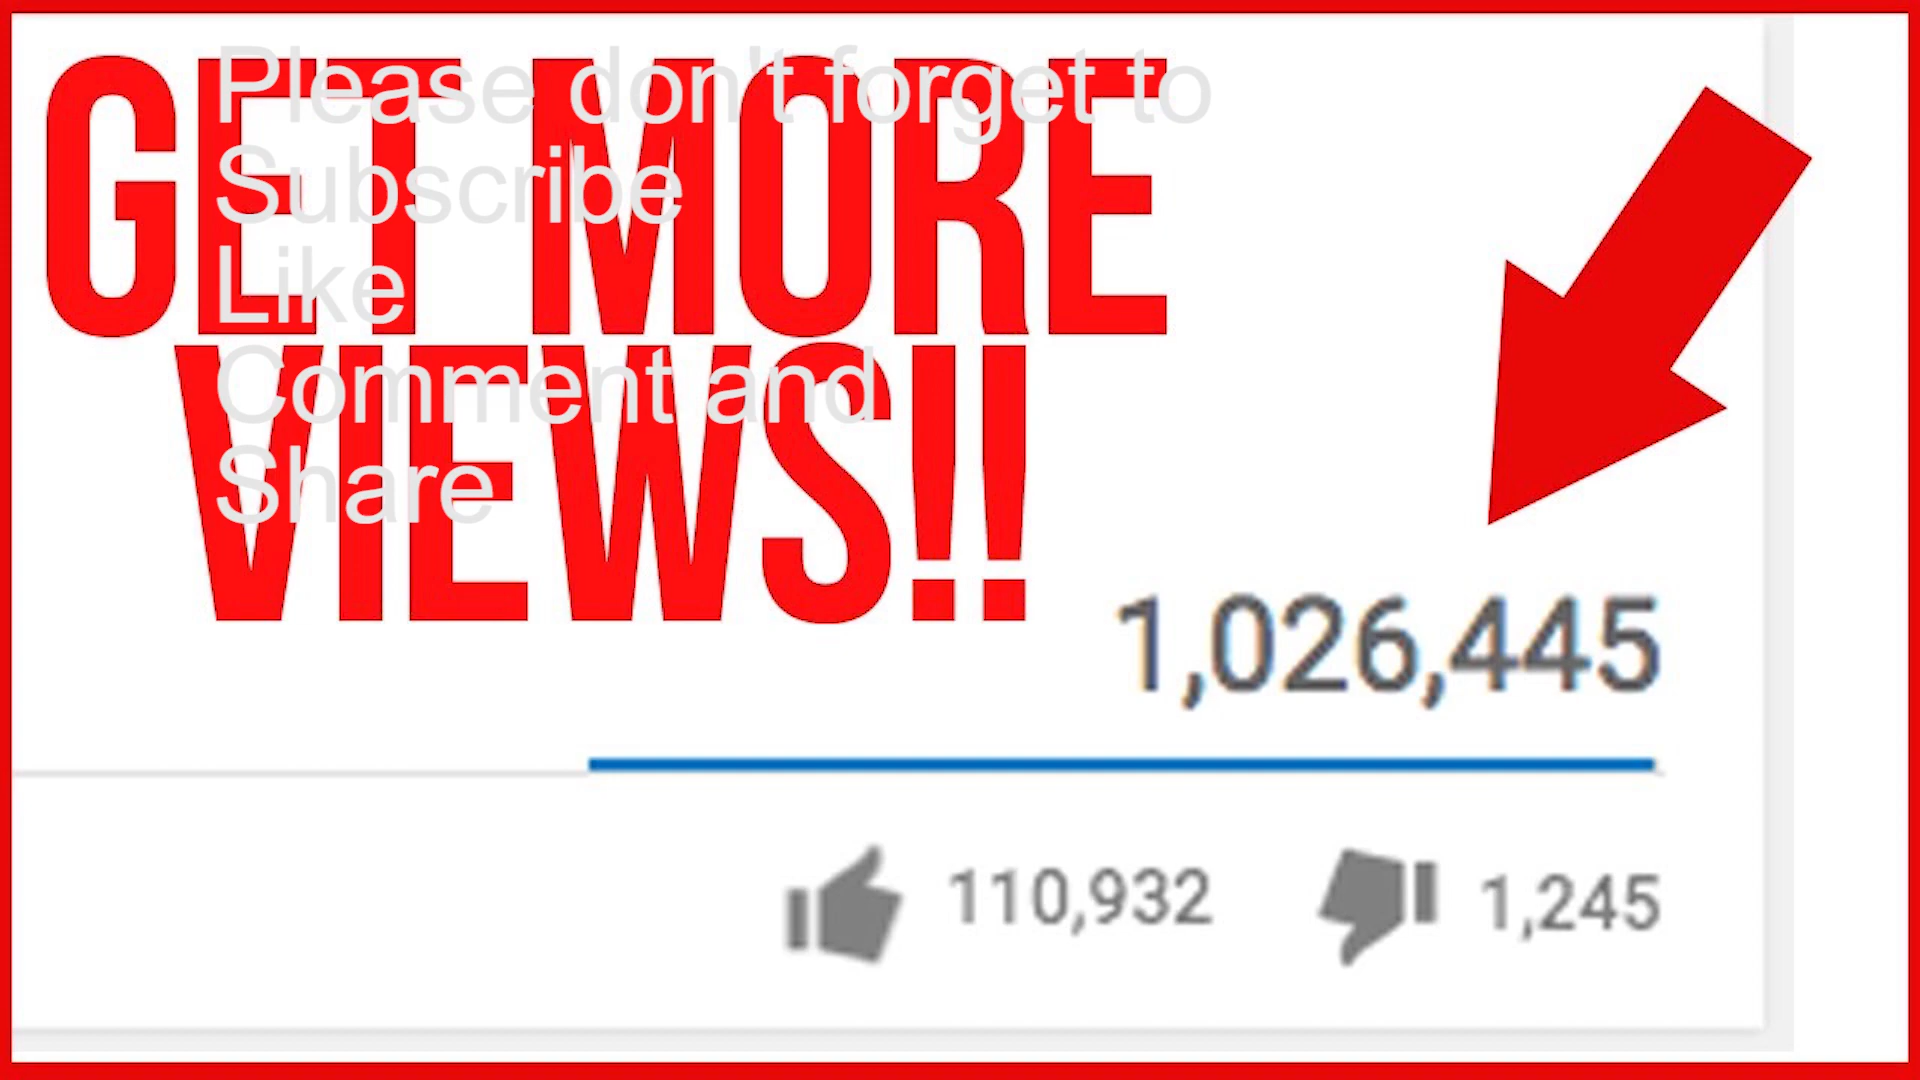 GET MORE
VIEWS!!
Please don't forget to
Subscribe
Like
Comment and
Share
1,026,445
110,932
1,245